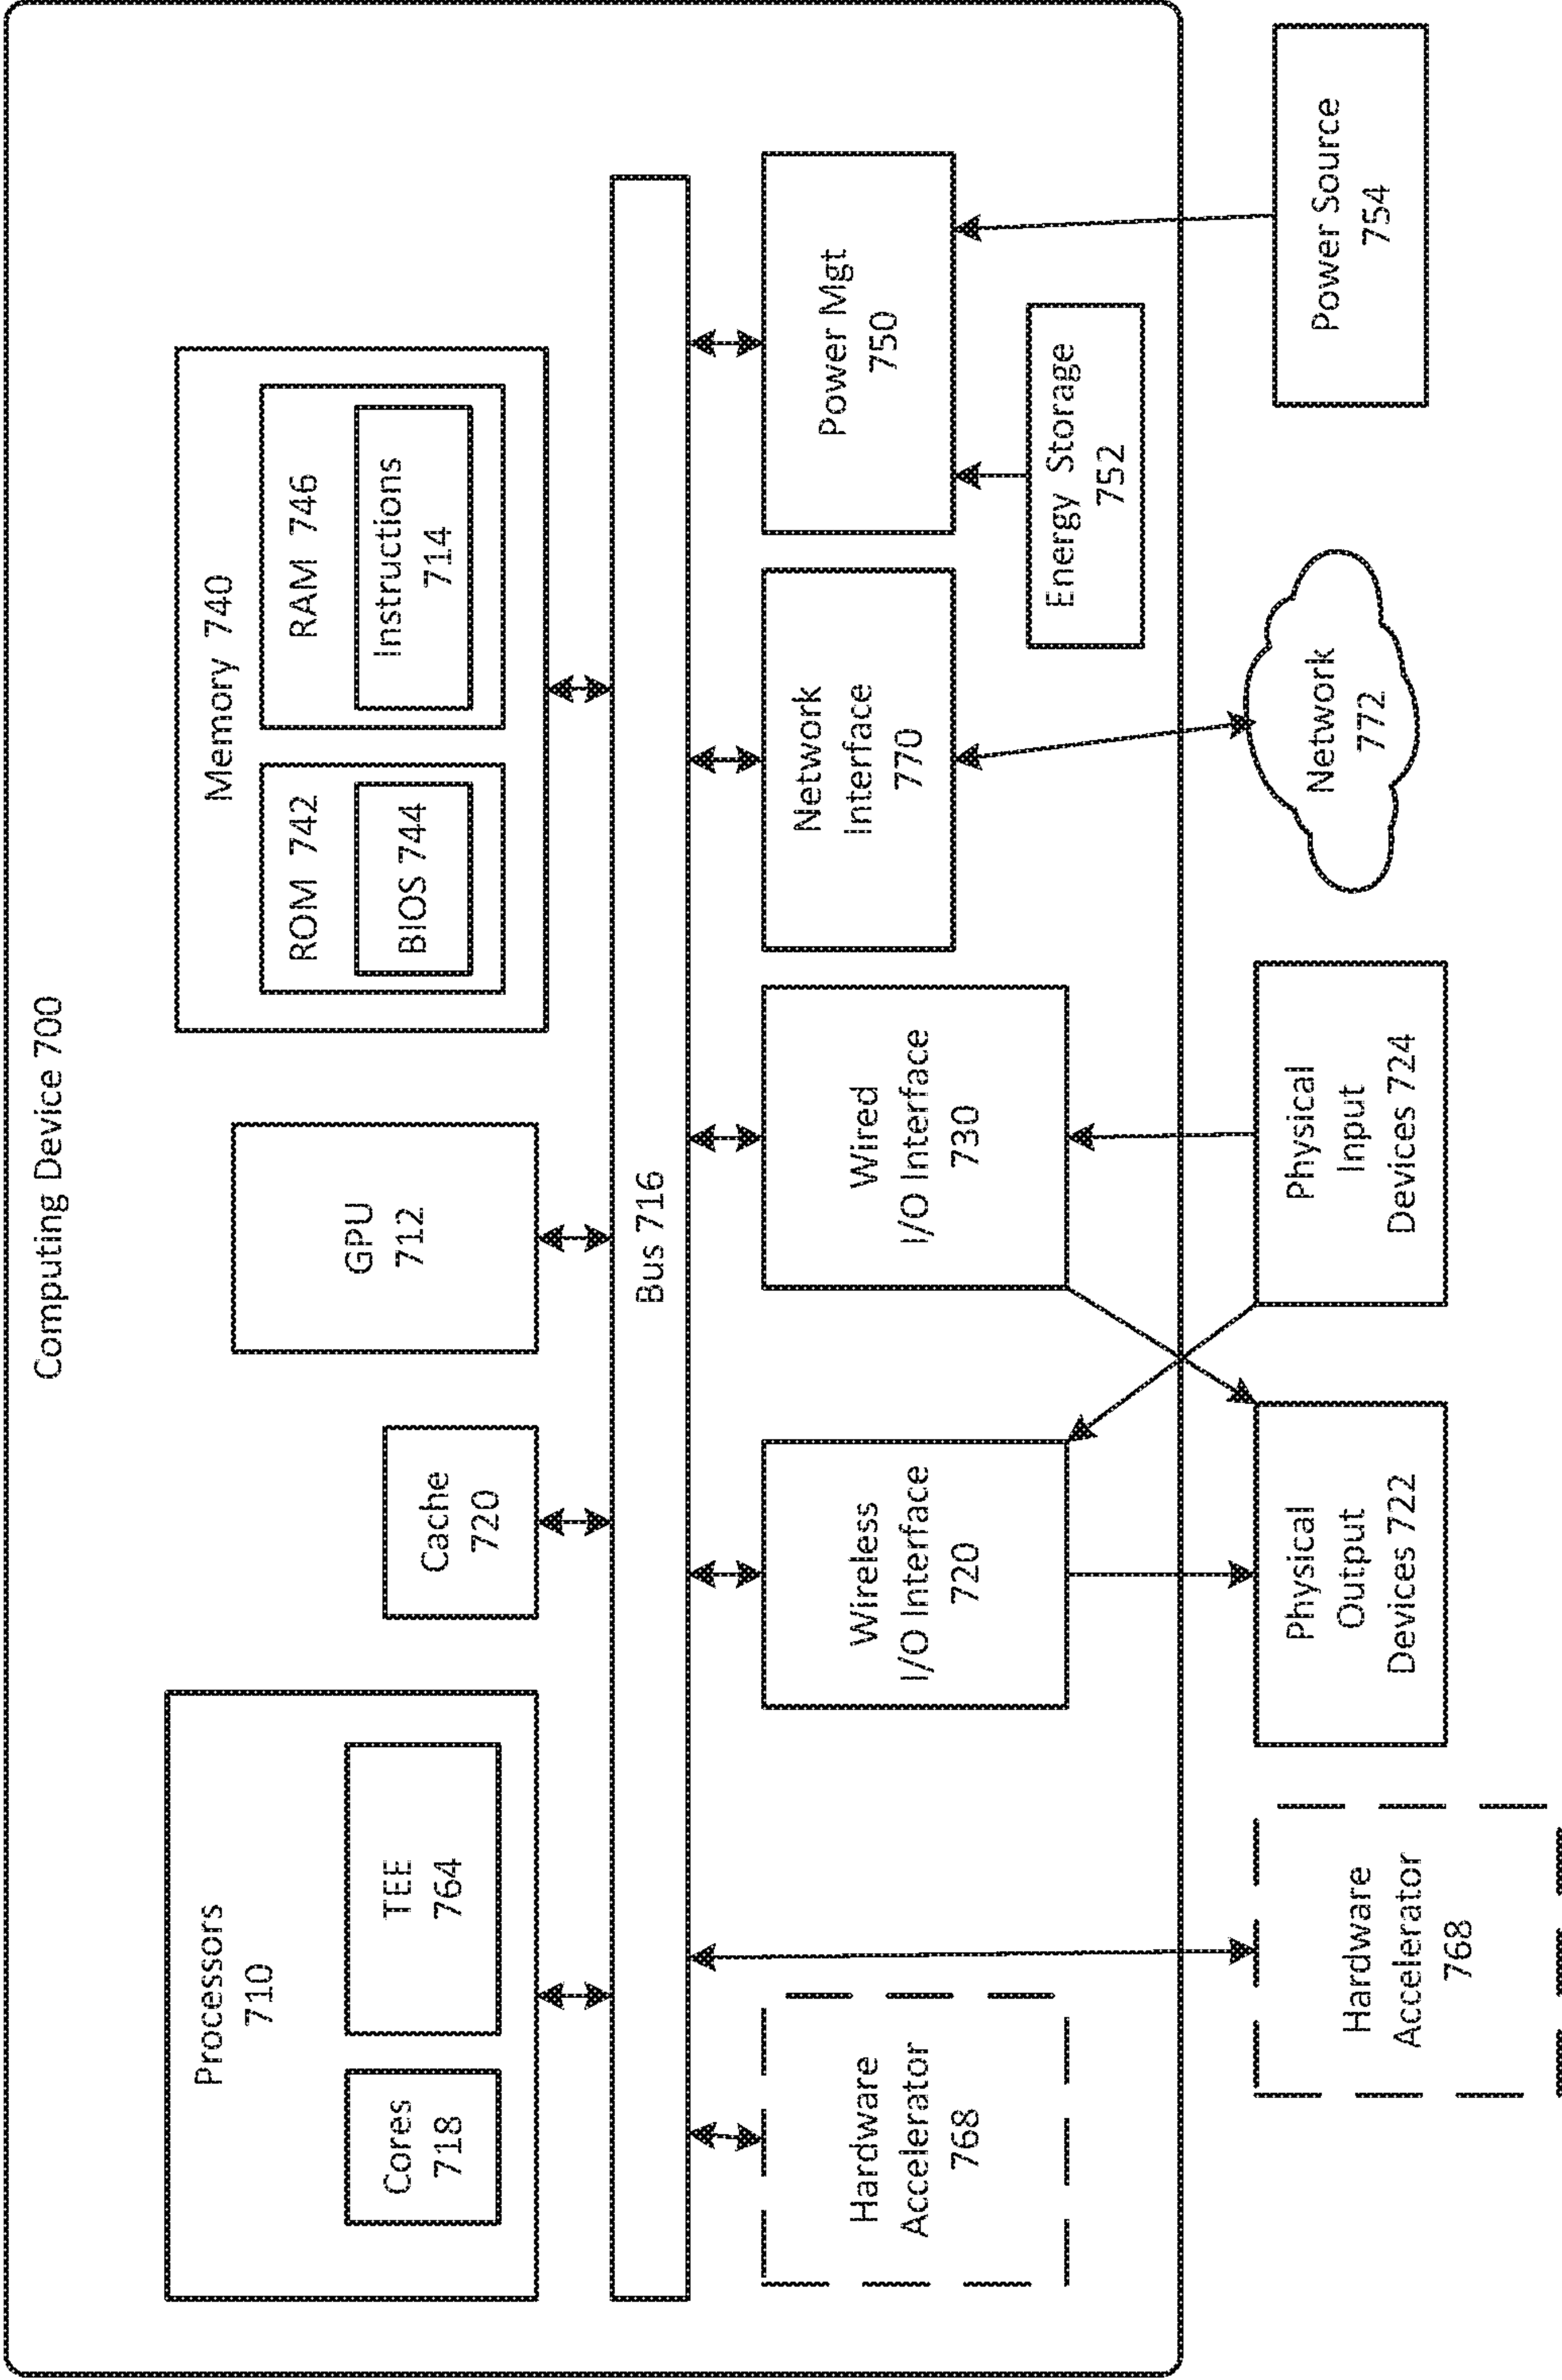 Computing Device 700
Processors
710
Cores
718
TEE
764
Cache
720
GPU
712
Memory 740
ROM 742
BIOS 744
RAM 746
Instructions
714
Bus 716
Hardware
Accelerator
768
Wireless
I/O Interface
720
Wired
I/O Interface
730
Network
Interface
770
Power Mgt
750
Energy Storage
752
Hardware
Accelerator
768
Physical
Output
Devices 722
Physical
Input
Devices 724
Network
772
Power Source
754